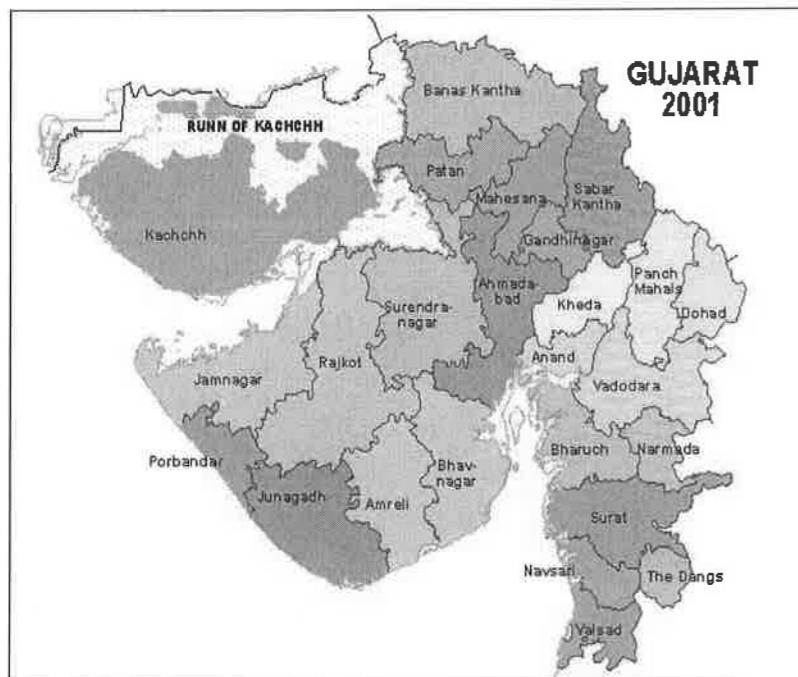 GUJARAT
2001
Banas Kantha
RUNN OF KACHCHH
Patan
Mahesana
Sabar
Kantha
Kachchh
Gandhinagar
Ahmada-
bad
Panch
Mahals
Kheda
Dohad
Surendra-
nagar
Rajkot
Anand
Jamnagar
Vadodara
Porbandar
Junagadh
Amreli
Bhav-
nagar
Bharuch
Narmada
Surat
Navsari
The Dangs
Valsad